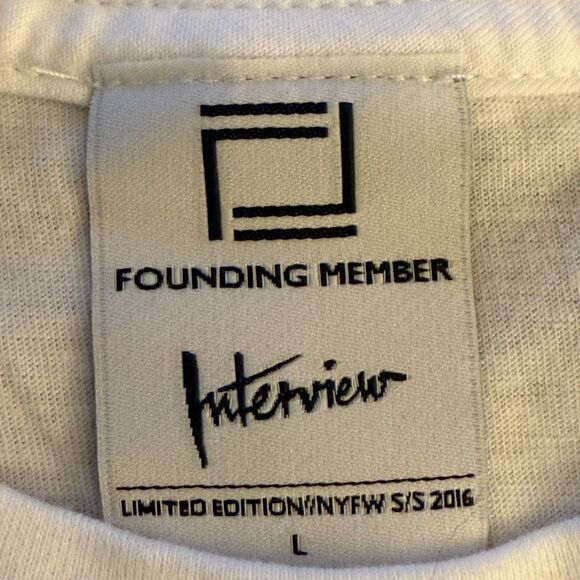 FOUNDING MEMBER
Interview
LIMITED EDITION//NYFW S/S 2016
L